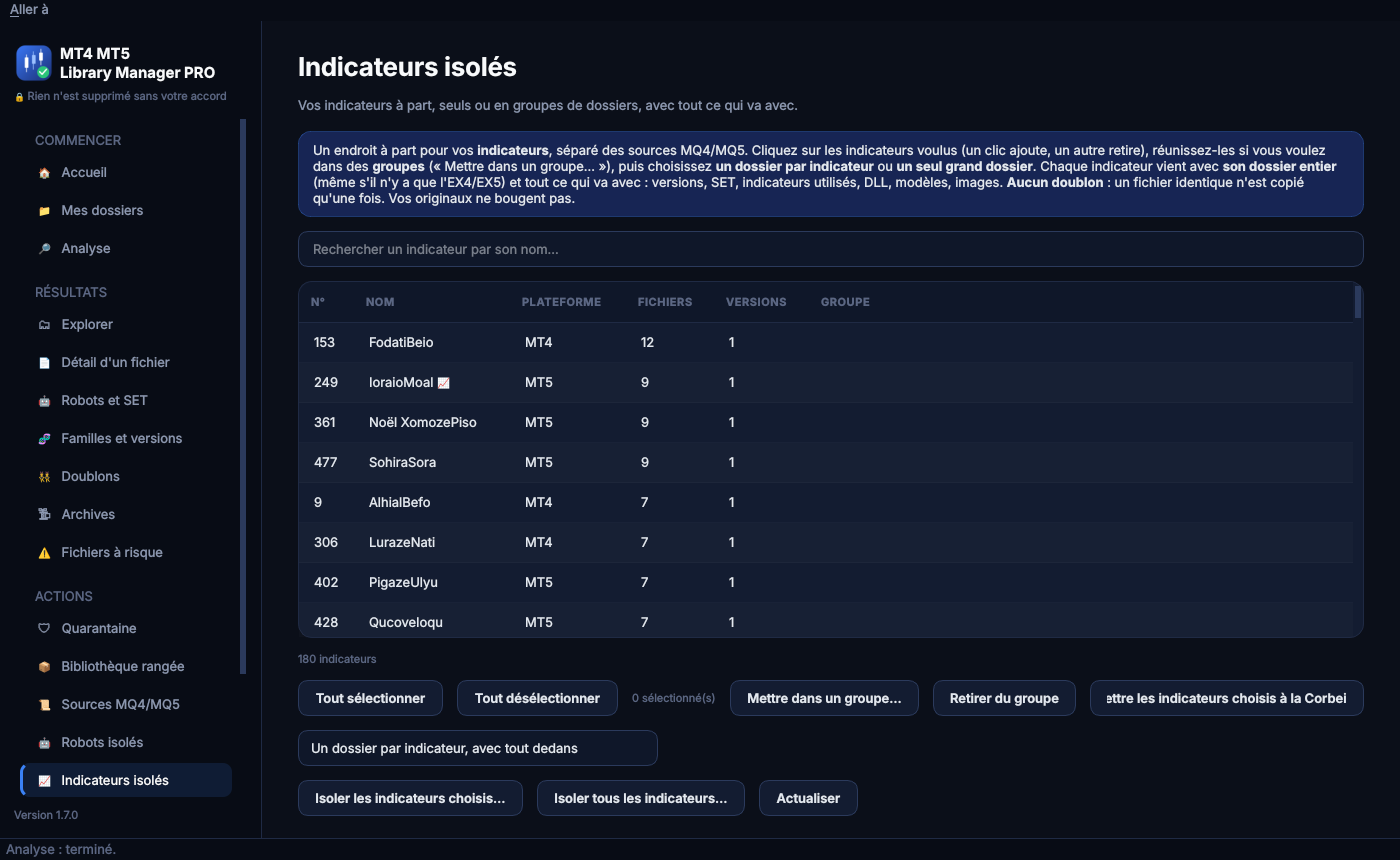 Aller à
MT4 MT5
Library Manager PRO
Rien n'est supprimé sans votre accord
COMMENCER
Accueil
Mes dossiers
Analyse
RÉSULTATS
Explorer
Détail d'un fichier
Robots et SET
Familles et versions
Doublons
Archives
Fichiers à risque
ACTIONS
Quarantaine
Bibliothèque rangée
Sources MQ4/MQ5
Robots isolés
Indicateurs isolés
Version 1.7.0
Analyse : terminé.
Indicateurs isolés
Vos indicateurs à part, seuls ou en groupes de dossiers, avec tout ce qui va avec.
Un endroit à part pour vos indicateurs, séparé des sources MQ4/MQ5. Cliquez sur les indicateurs voulus (un clic ajoute, un autre retire), réunissez-les si vous voulez
dans des groupes (« Mettre dans un groupe... »), puis choisissez un dossier par indicateur ou un seul grand dossier. Chaque indicateur vient avec son dossier entier
(même s'il n'y a que l'EX4/EX5) et tout ce qui va avec : versions, SET, indicateurs utilisés, DLL, modèles, images. Aucun doublon : un fichier identique n'est copié
qu'une fois. Vos originaux ne bougent pas.
Rechercher un indicateur par son nom...
N° NOM PLATEFORME FICHIERS VERSIONS GROUPE
153 FodatiBeio MT4 12 1
249 IoraioMoal MT5 9 1
361 Noël XomozePiso MT5 9 1
477 SohiraSora MT5 9 1
9 AlhialBefo MT4 7 1
306 LurazeNati MT4 7 1
402 PigazeUlyu MT5 7 1
428 Qucoveloqu MT5 7 1
180 indicateurs
Tout sélectionner Tout désélectionner 0 sélectionné(s) Mettre dans un groupe... Retirer du groupe ettre les indicateurs choisis à la Corbei
Un dossier par indicateur, avec tout dedans
Isoler les indicateurs choisis... Isoler tous les indicateurs... Actualiser